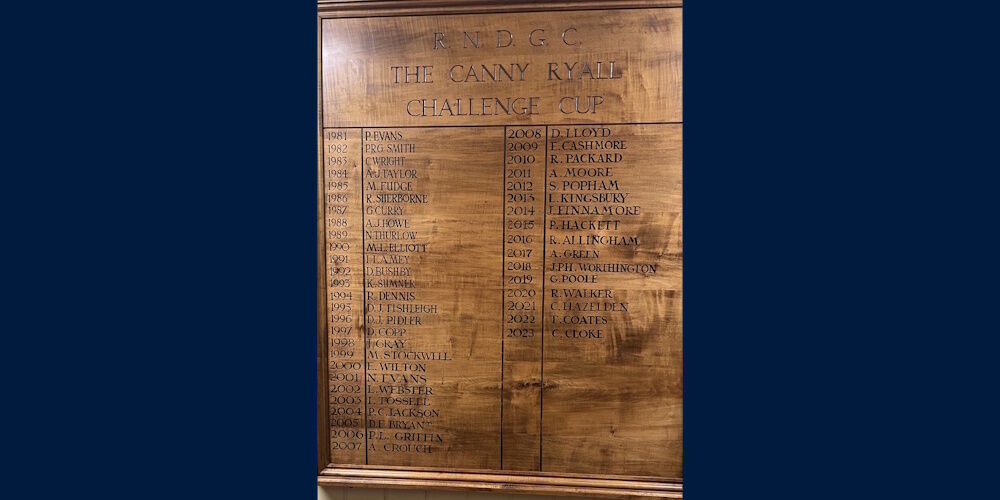 R. N. D. G. C.
THE CANNY RYALL
CHALLENGE CUP
1981 P. EVANS
1982 P.R.G. SMITH
1983 C. WRIGHT
1984 A.J. TAYLOR
1985 M. FUDGE
1986 R. SHERBORNE
1987 G. CURRY
1988 A.J. HOWE
1989 N. THURLOW
1990 M.L. ELLIOTT
1991 LAMEY
1992 D. BUSHBY
1993 K. SUMNER
1994 R. DENNIS
1995 D.J. FISHLEIGH
1996 D.J. PIDLER
1997 D. COPP
1998 J. GRAY
1999 M. STOCKWELL
2000 E. WILTON
2001 N. EVANS
2002 L. WEBSTER
2003 I. TOSSELL
2004 P.C. JACKSON
2005 D.F. BRYANT
2006 P.L. GRIFFIN
2007 A. CROUCH
2008 D. LLOYD
2009 E. CASHMORE
2010 R. PACKARD
2011 A. MOORE
2012 S. POPHAM
2013 L. KINGSBURY
2014 J. FINNAMORE
2015 P. HACKETT
2016 R. ALLINGHAM
2017 A. GREEN
2018 J.P.H. WORTHINGTON
2019 G. POOLE
2020 R. WALKER
2021 C. HAZELDEN
2022 T. COATES
2023 C. CLOKE